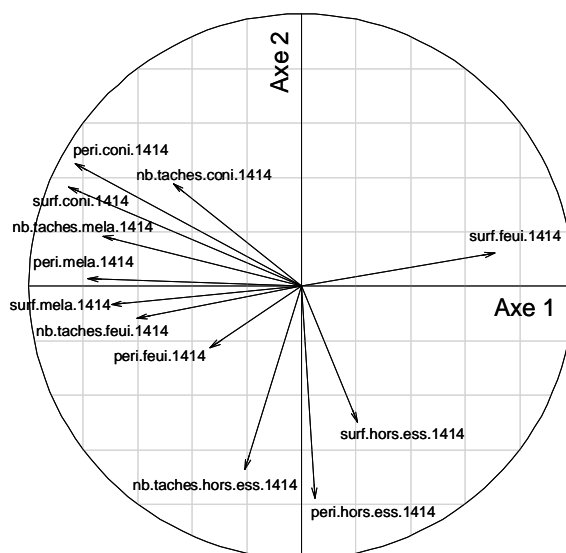 Axe 2
peri.coni.1414
nb.taches.coni.1414
surf.coni.1414
nb.taches.mela.1414
surf.feui.1414
peri.mela.1414
surf.mela.1414
Axe 1
nb.taches.feui.1414
peri.feui.1414
surf.hors.ess.1414
nb.taches.hors.ess.1414
peri.hors.ess.1414